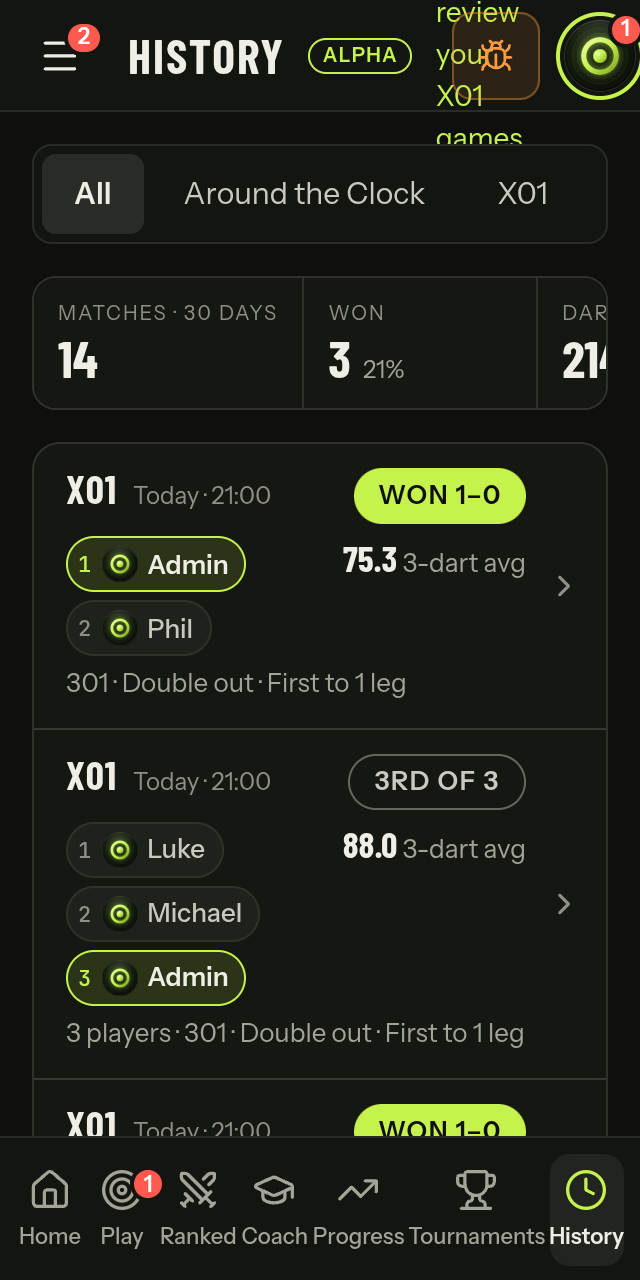 2
HISTORY
ALPHA
review
you
X01
games
1
All
Around the Clock
X01
MATCHES · 30 DAYS
WON
14
3 21%
X01 Today · 21:00
WON 1–0
1 Admin
75.3 3-dart avg
2 Phil
301 · Double out · First to 1 leg
X01 Today · 21:00
3RD OF 3
1 Luke
88.0 3-dart avg
2 Michael
3 Admin
3 players · 301 · Double out · First to 1 leg
X01 Today · 21:00
WON 1–0
1
Home
Play
Ranked
Coach
Progress
Tournaments
History